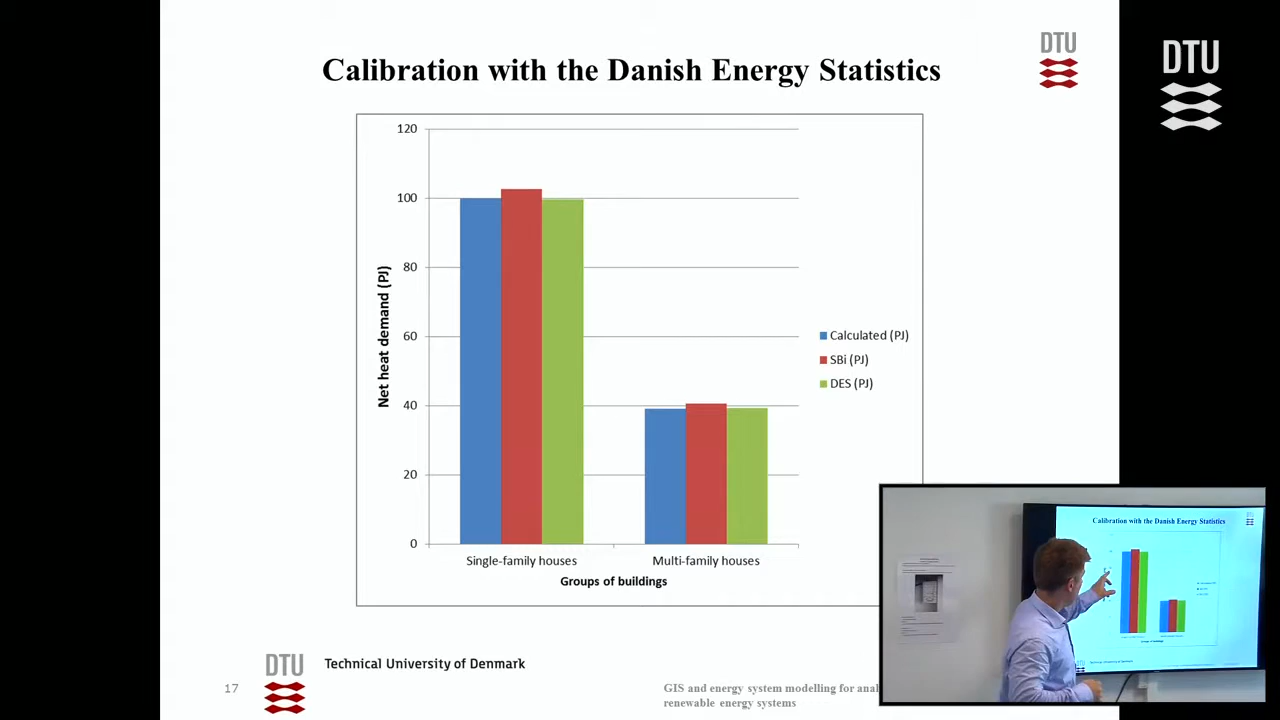 Calibration with the Danish Energy Statistics
DTU
DTU
120
100
80
60
40
20
0
Net heat demand (PJ)
Calculated (PJ)
SBi (PJ)
DES (PJ)
Single-family houses
Multi-family houses
Groups of buildings
DTU
Technical University of Denmark
17
GIS and energy system modelling for
renewable energy systems
Calibration with the Danish Energy Statistics